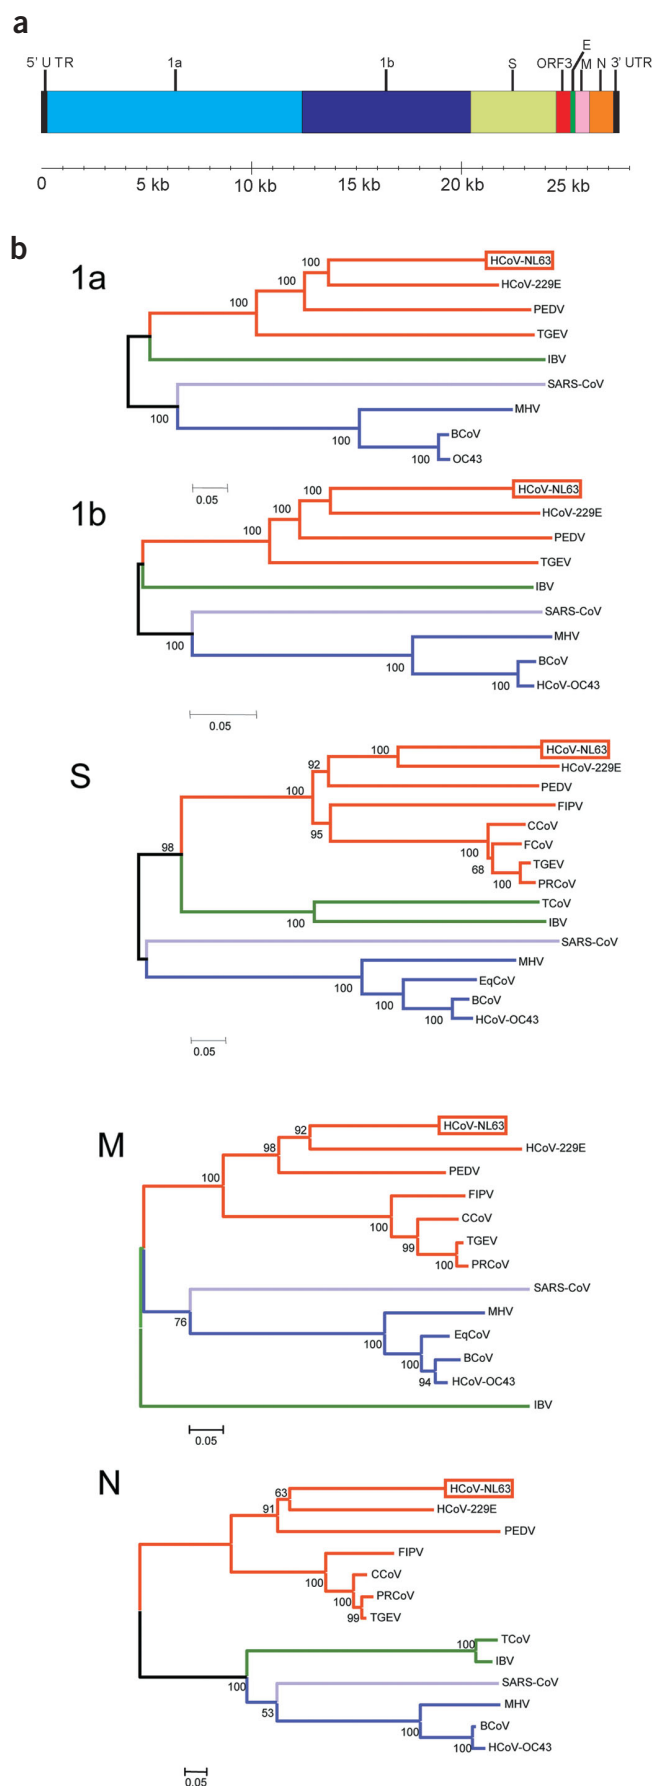 a
E
5' UTR 1a 1b S ORF3 M N 3' UTR
0 5 kb 10 kb 15 kb 20 kb 25 kb
b
1a
100 HCoV-NL63
100 HCoV-229E
100 PEDV
TGEV
IBV
SARS-CoV
100 MHV
100 BCoV
100 OC43
0.05
1b
100 HCoV-NL63
100 HCoV-229E
100 PEDV
TGEV
IBV
SARS-CoV
100 MHV
100 BCoV
100 HCoV-OC43
0.05
S
100 HCoV-NL63
92 HCoV-229E
100 PEDV
FIPV
95 CCoV
100 FCoV
68 TGEV
100 PRCoV
98
TCoV
100 IBV
SARS-CoV
MHV
100 EqCoV
100 BCoV
100 HCoV-OC43
0.05
M
92 HCoV-NL63
98 HCoV-229E
100 PEDV
FIPV
100 CCoV
99 TGEV
100 PRCoV
SARS-CoV
76 MHV
100 EqCoV
100 BCoV
94 HCoV-OC43
IBV
0.05
N
63 HCoV-NL63
91 HCoV-229E
PEDV
FIPV
100 CCoV
100 PRCoV
99 TGEV
100 TCoV
IBV
100 SARS-CoV
53 MHV
100 BCoV
100 HCoV-OC43
0.05